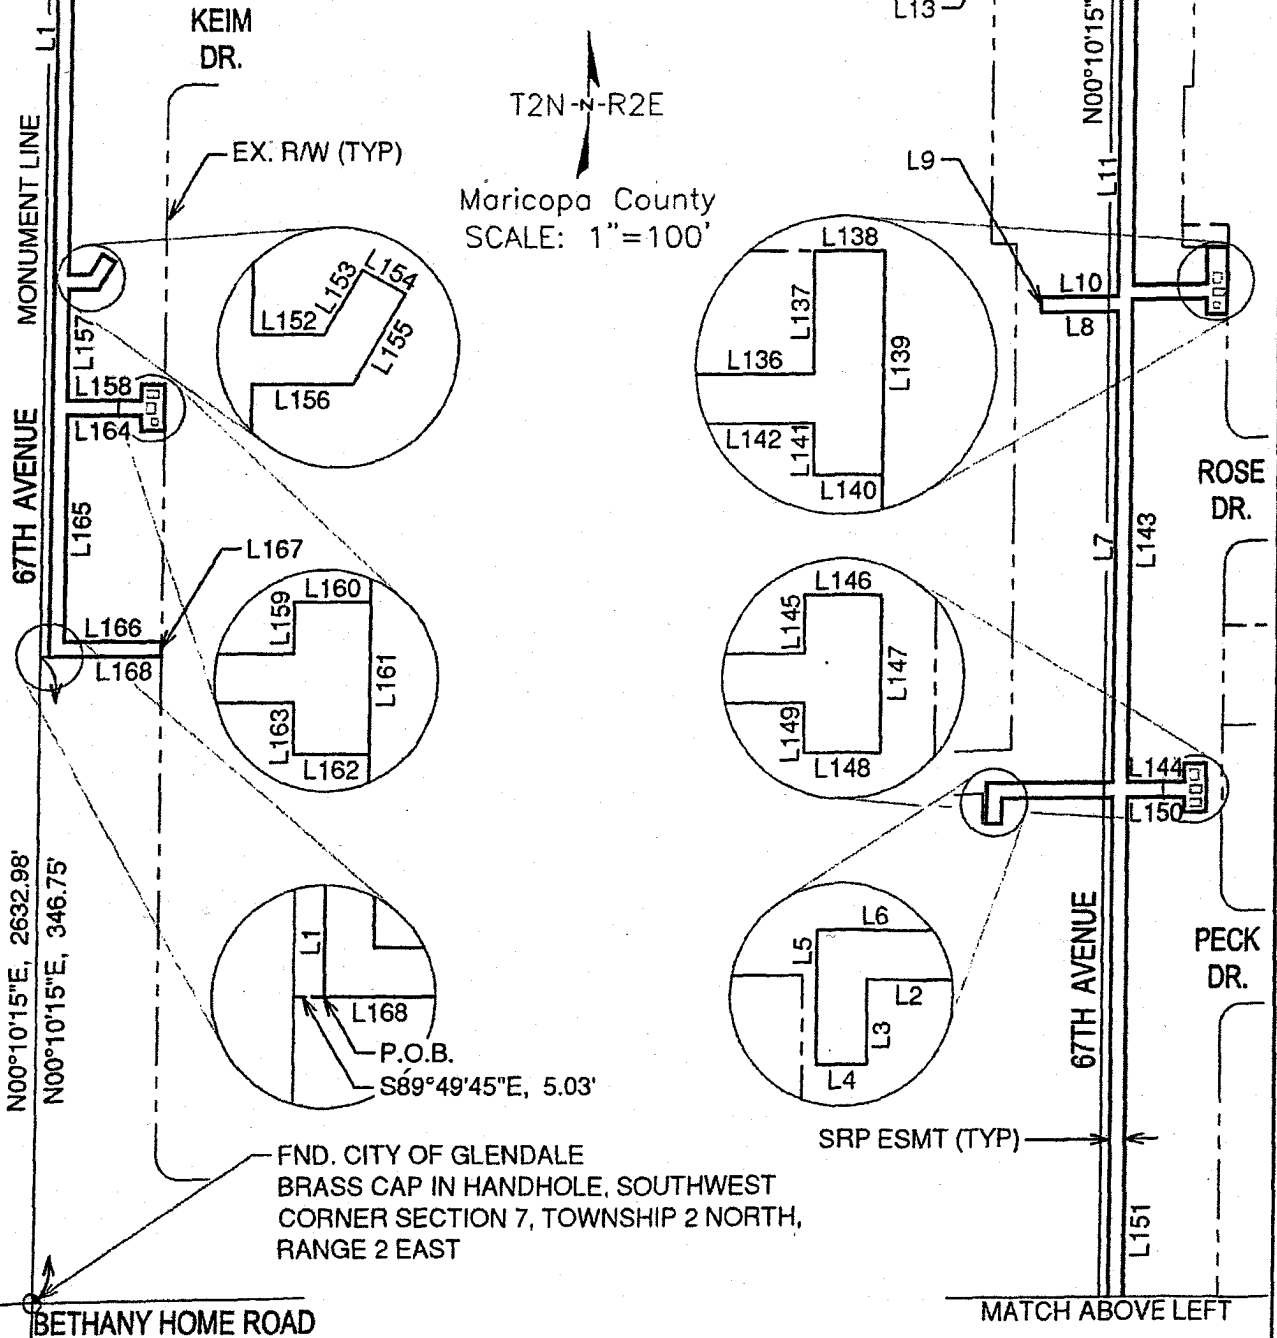 KEIM
DR.
L1
L13
N00°10'15"
T2N-N-R2E
EX. R/W (TYP)
L9
L11
Maricopa County
SCALE: 1"=100'
MONUMENT LINE
L138
L10
L8
L137
L139
L136
L142
L141
L140
L154
L153
L152
L155
L156
L157
L158
L164
67TH AVENUE
L165
L167
L166
L168
ROSE
DR.
L7
L143
L160
L159
L161
L163
L162
L146
L145
L147
L149
L148
L144
L150
N00°10'15"E, 2632.98'
N00°10'15"E, 346.75'
L1
L168
P.O.B.
S89°49'45"E, 5.03'
L6
L5
L2
L3
L4
67TH AVENUE
PECK
DR.
SRP ESMT (TYP)
FND. CITY OF GLENDALE
BRASS CAP IN HANDHOLE, SOUTHWEST
CORNER SECTION 7, TOWNSHIP 2 NORTH,
RANGE 2 EAST
L151
BETHANY HOME ROAD
MATCH ABOVE LEFT